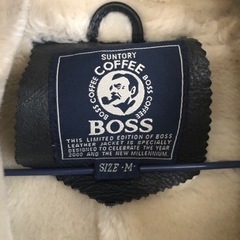 SUNTORY
COFFEE
BOSS COFFEE
BOSS COFFEE
BOSS
THIS LIMITED EDITION OF BOSS
LEATHER JACKET IS SPECIALLY
DESIGNED TO CELEBRATE THE YEAR
2000 AND THE NEW MILLENNIUM.
SIZE -M-